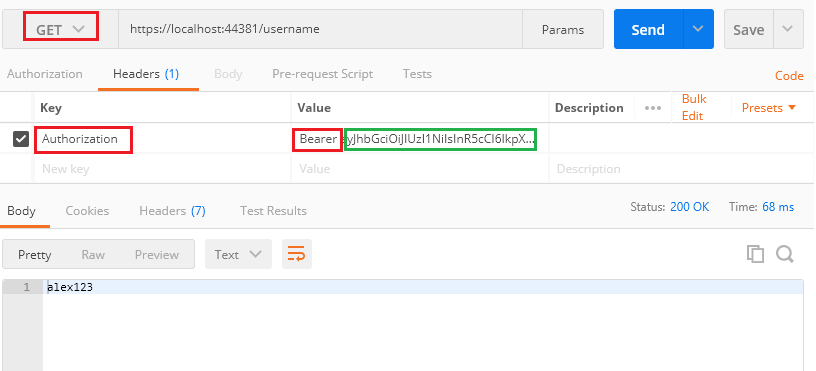 GET https://localhost:44381/username Params Send Save
Authorization Headers (1) Body Pre-request Script Tests Code
Key Value Description ••• Bulk Edit Presets
Authorization Bearer eyJhbGciOiJIUzI1NiIsInR5cCI6IkpX...
New key Value Description
Body Cookies Headers (7) Test Results Status: 200 OK Time: 68 ms
Pretty Raw Preview Text
1 alex123